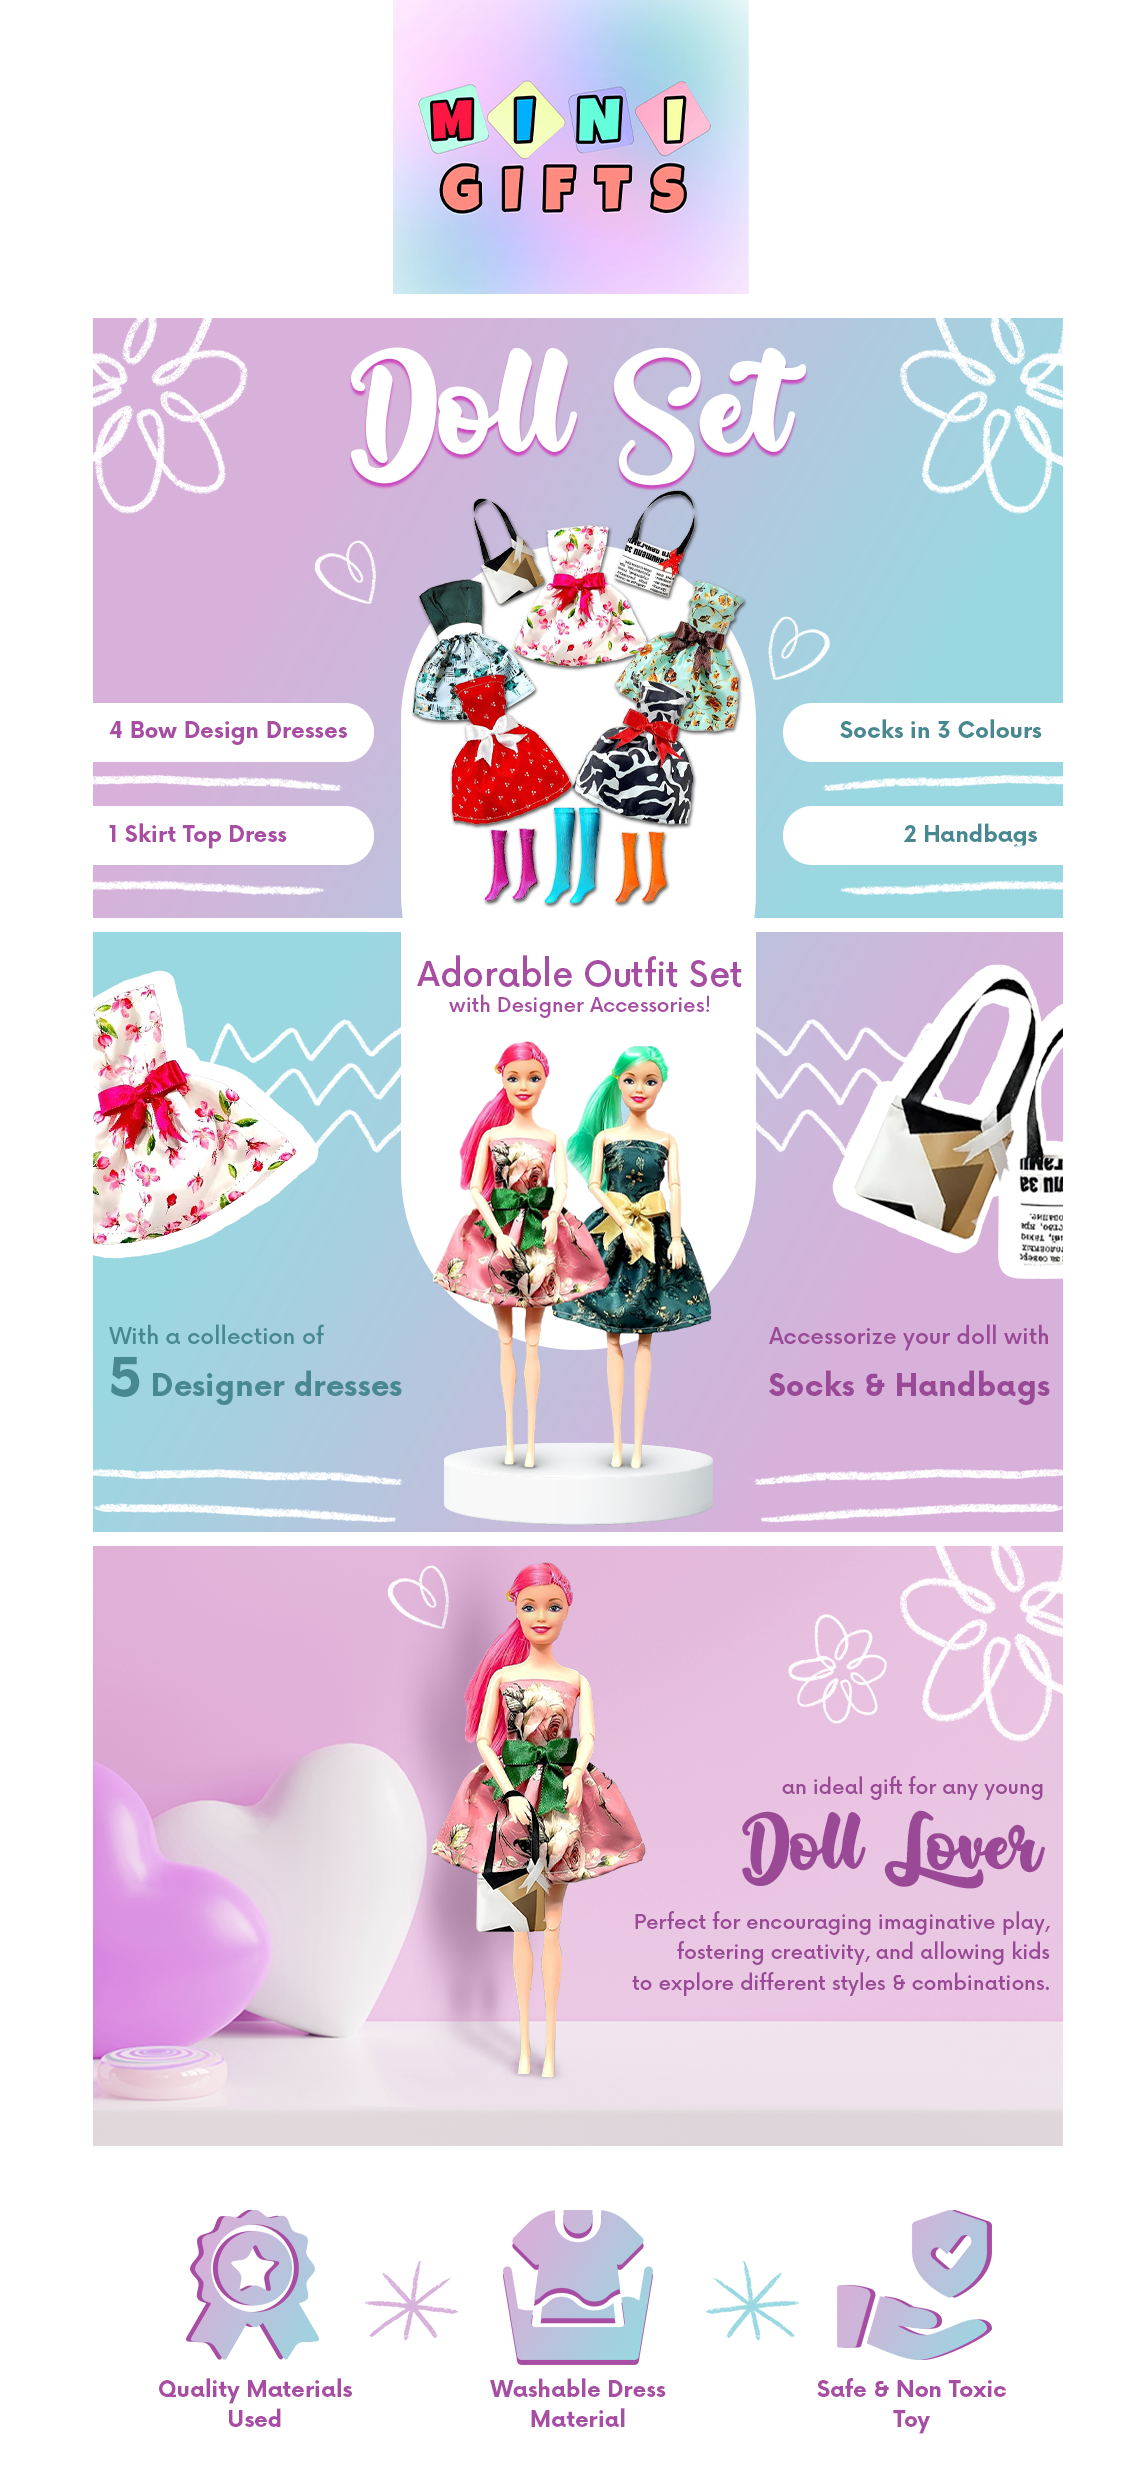 MINI
GIFTS
Doll Set
4 Bow Design Dresses
Socks in 3 Colours
1 Skirt Top Dress
2 Handbags
Adorable Outfit Set
with Designer Accessories!
With a collection of
5 Designer dresses
Accessorize your doll with
Socks & Handbags
an ideal gift for any young
Doll Lover
Perfect for encouraging imaginative play,
fostering creativity, and allowing kids
to explore different styles & combinations.
Quality Materials
Used
Washable Dress
Material
Safe & Non Toxic
Toy